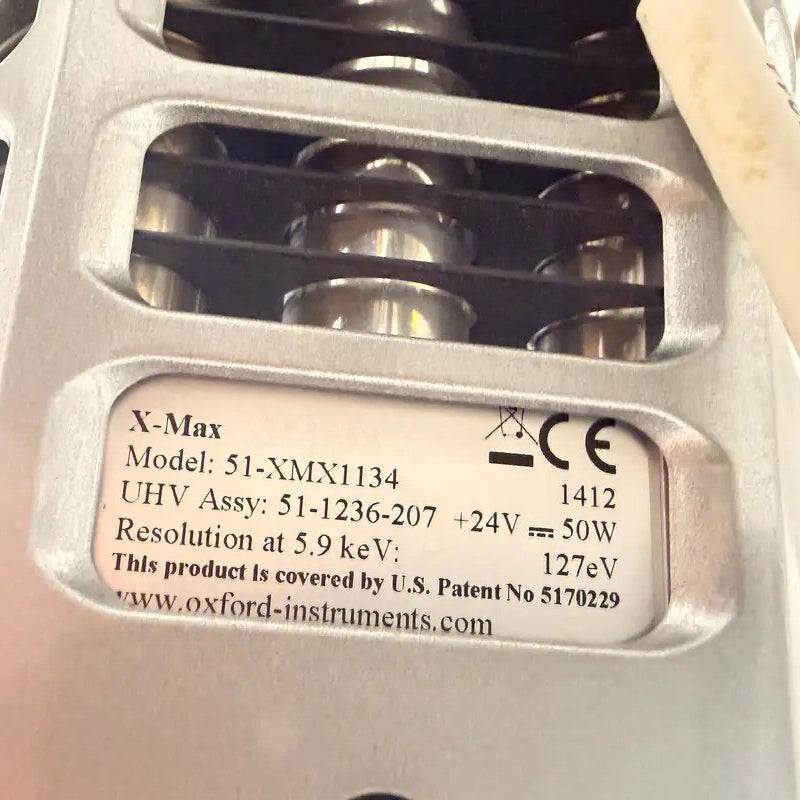 X-Max CE
Model: 51-XMX1134 1412
UHV Assy: 51-1236-207 +24V ⎓ 50W
Resolution at 5.9 keV: 127eV
This product is covered by U.S. Patent No 5170229
www.oxford-instruments.com